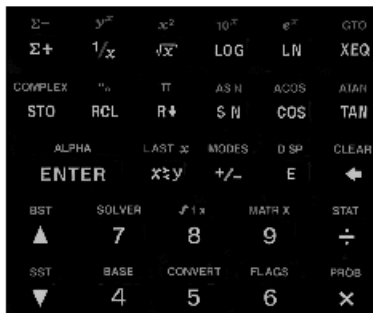 Σ− y^x x² 10^x e^x GTO
Σ+ 1/x √x LOG LN XEQ
COMPLEX % π ASIN ACOS ATAN
STO RCL R↓ SIN COS TAN
ALPHA LAST x MODES DISP CLEAR
ENTER x≷y +/− E ←
BST SOLVER ∫f(x) MATRIX STAT
▲ 7 8 9 ÷
SST BASE CONVERT FLAGS PROB
▼ 4 5 6 ×